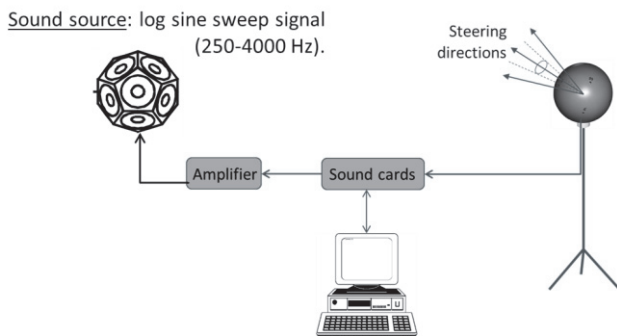 Sound source: log sine sweep signal
(250-4000 Hz).
Steering
directions
Amplifier
Sound cards